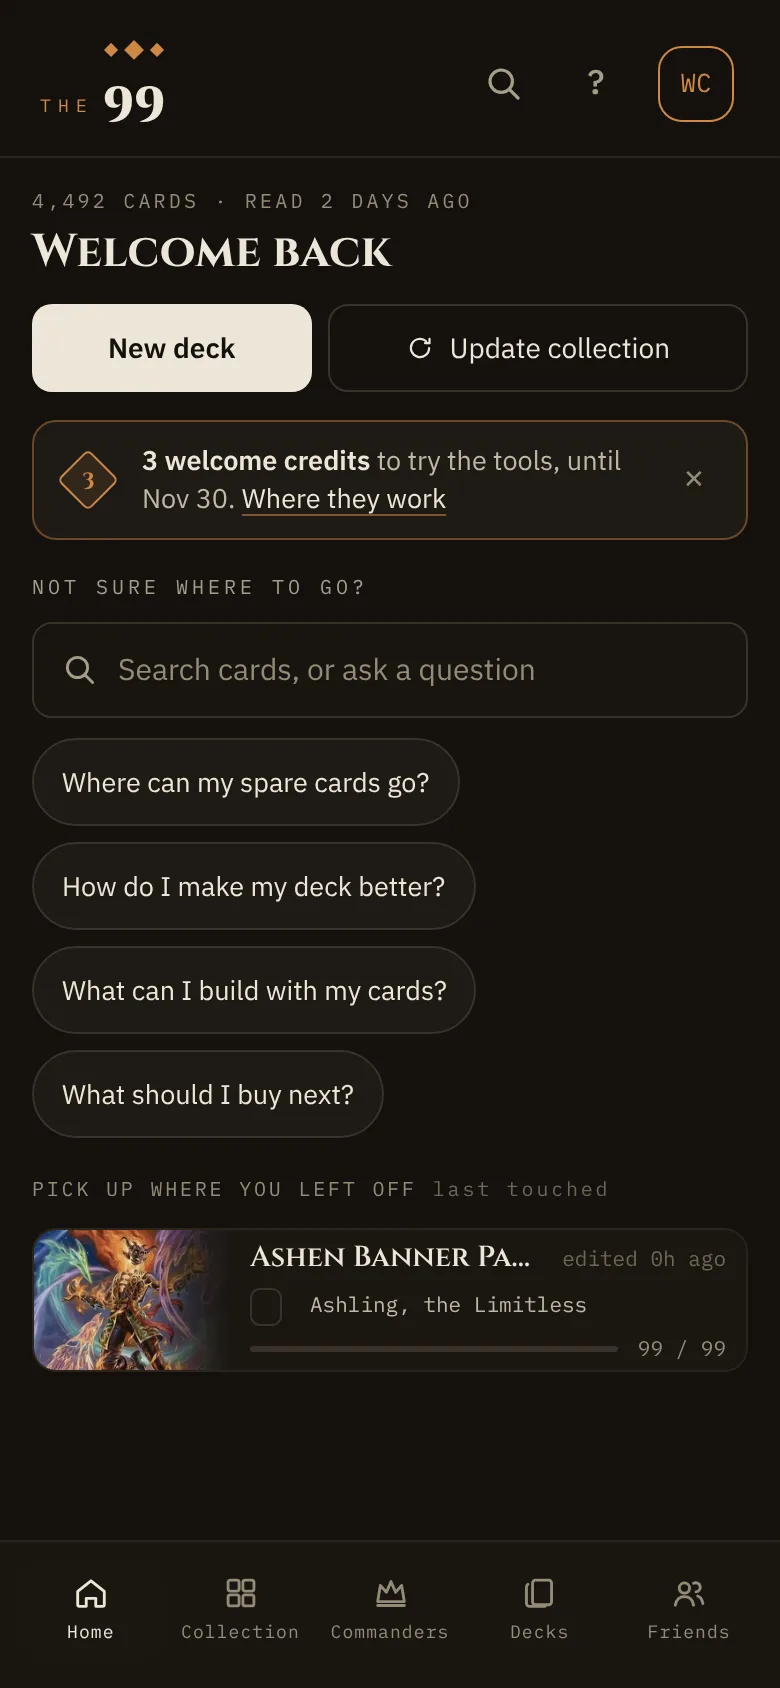 THE 99
?
WC
4,492 CARDS · READ 2 DAYS AGO
WELCOME BACK
New deck
Update collection
3
3 welcome credits to try the tools, until
Nov 30. Where they work
×
NOT SURE WHERE TO GO?
Search cards, or ask a question
Where can my spare cards go?
How do I make my deck better?
What can I build with my cards?
What should I buy next?
PICK UP WHERE YOU LEFT OFF last touched
ASHEN BANNER PA... edited 0h ago
Ashling, the Limitless
99 / 99
Home Collection Commanders Decks Friends